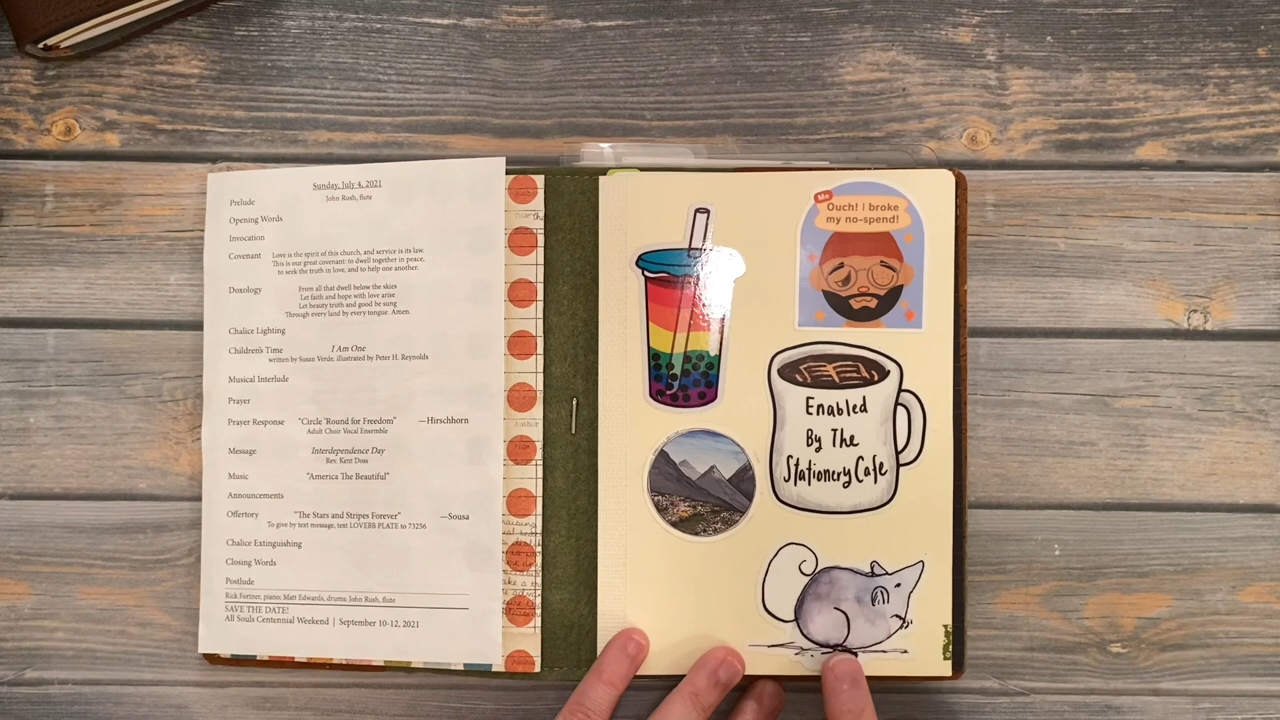 Sunday, July 4, 2021
Prelude
John Rush, flute
Opening Words
Invocation
Covenant Love is the spirit of this church, and service is its law.
This is our great covenant: to dwell together in peace,
to seek the truth in love, and to help one another.
Doxology From all that dwell below the skies
Let faith and hope with love arise
Let beauty truth and good be sung
Through every land by every tongue. Amen.
Chalice Lighting
Children's Time I Am One
written by Susan Verde, illustrated by Peter H. Reynolds
Musical Interlude
Prayer
Prayer Response "Circle 'Round for Freedom" —Hirschhorn
Adult Choir Vocal Ensemble
Message Interdependence Day
Rev. Kent Doss
Music "America The Beautiful"
Announcements
Offertory "The Stars and Stripes Forever" —Sousa
To give by text message, text LOVEBB PLATE to 73256
Chalice Extinguishing
Closing Words
Postlude
Rick Fortner, piano; Matt Edwards, drums; John Rush, flute
SAVE THE DATE!
All Souls Centennial Weekend | September 10-12, 2021
Me
Ouch! I broke
my no-spend!
Enabled
By The
Stationery Cafe